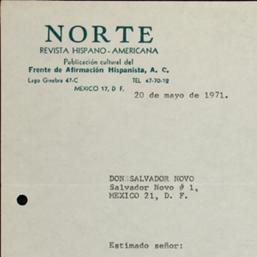 NORTE
REVISTA HISPANO-AMERICANA
Publicación cultural del
Frente de Afirmación Hispanista, A. C.
Lago Ginebra 47-C TEL 47-70-12
MEXICO 17, D. F.
20 de mayo de 1971.
DON SALVADOR NOVO
Salvador Novo # 1,
MEXICO 21, D. F.
Estimado señor: